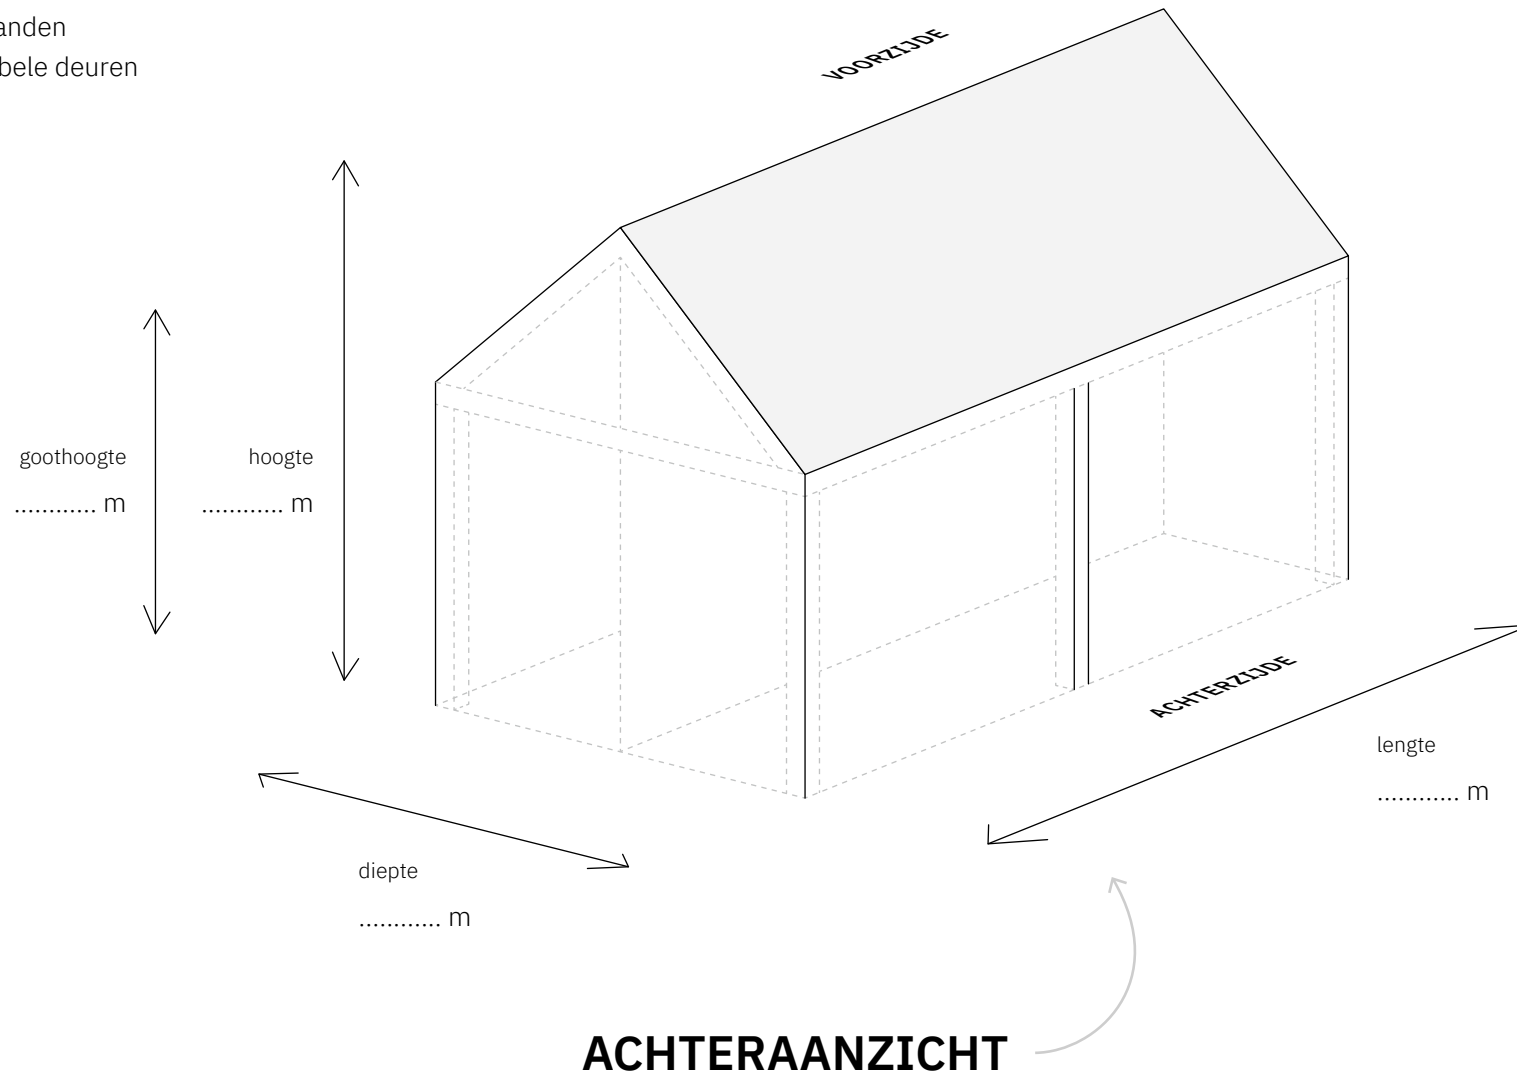 anden
bele deuren
VOORZIJDE
goothoogte
............ m
hoogte
............ m
ACHTERZIJDE
lengte
............ m
diepte
............ m
ACHTERAANZICHT